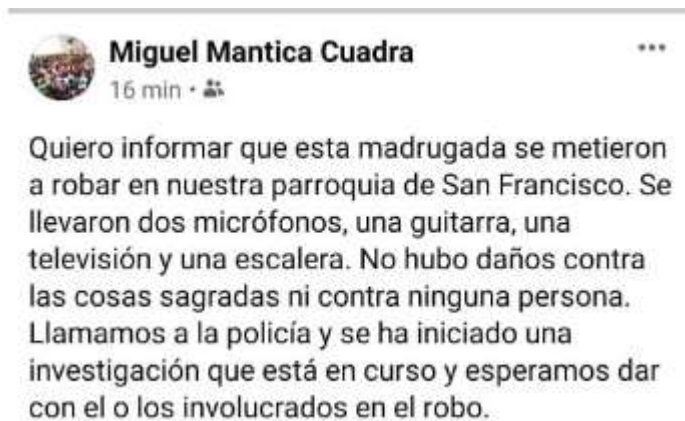 Miguel Mantica Cuadra
16 min
Quiero informar que esta madrugada se metieron
a robar en nuestra parroquia de San Francisco. Se
llevaron dos micrófonos, una guitarra, una
televisión y una escalera. No hubo daños contra
las cosas sagradas ni contra ninguna persona.
Llamamos a la policía y se ha iniciado una
investigación que está en curso y esperamos dar
con el o los involucrados en el robo.